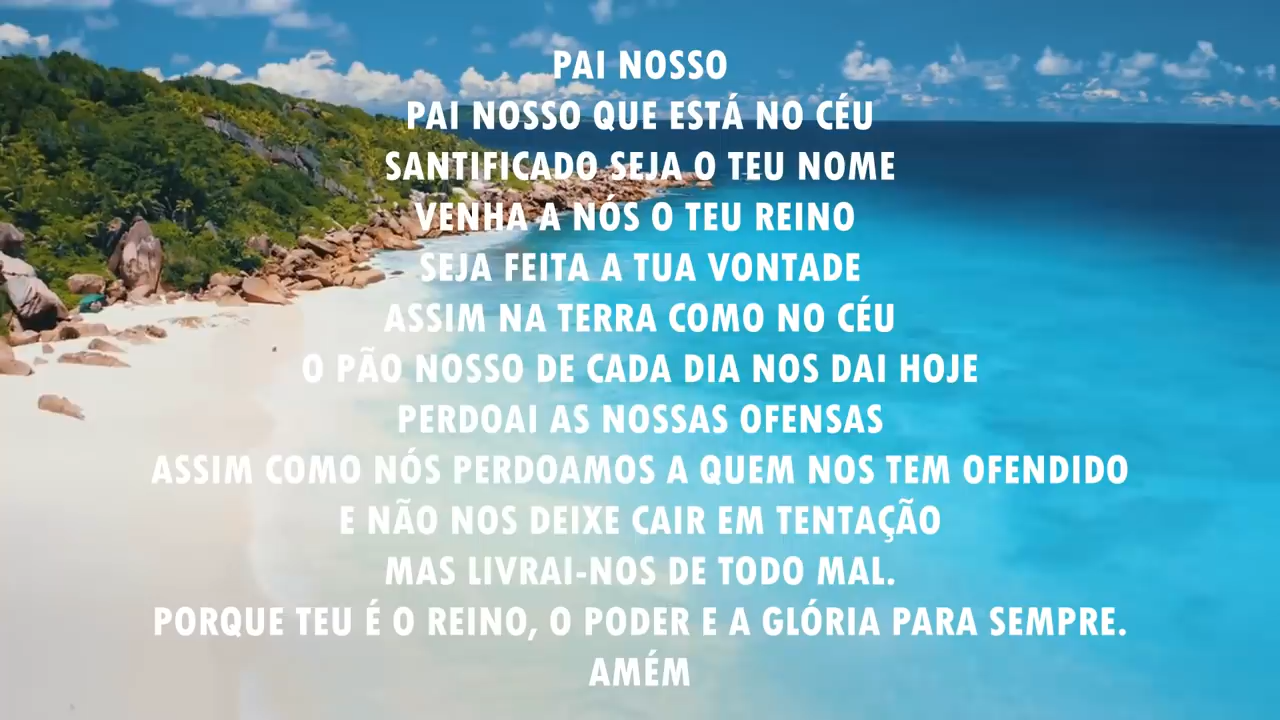 PAI NOSSO
PAI NOSSO QUE ESTÁ NO CÉU
SANTIFICADO SEJA O TEU NOME
VENHA A NÓS O TEU REINO
SEJA FEITA A TUA VONTADE
ASSIM NA TERRA COMO NO CÉU
O PÃO NOSSO DE CADA DIA NOS DAI HOJE
PERDOAI AS NOSSAS OFENSAS
ASSIM COMO NÓS PERDOAMOS A QUEM NOS TEM OFENDIDO
E NÃO NOS DEIXE CAIR EM TENTAÇÃO
MAS LIVRAI-NOS DE TODO MAL.
PORQUE TEU É O REINO, O PODER E A GLÓRIA PARA SEMPRE.
AMÉM